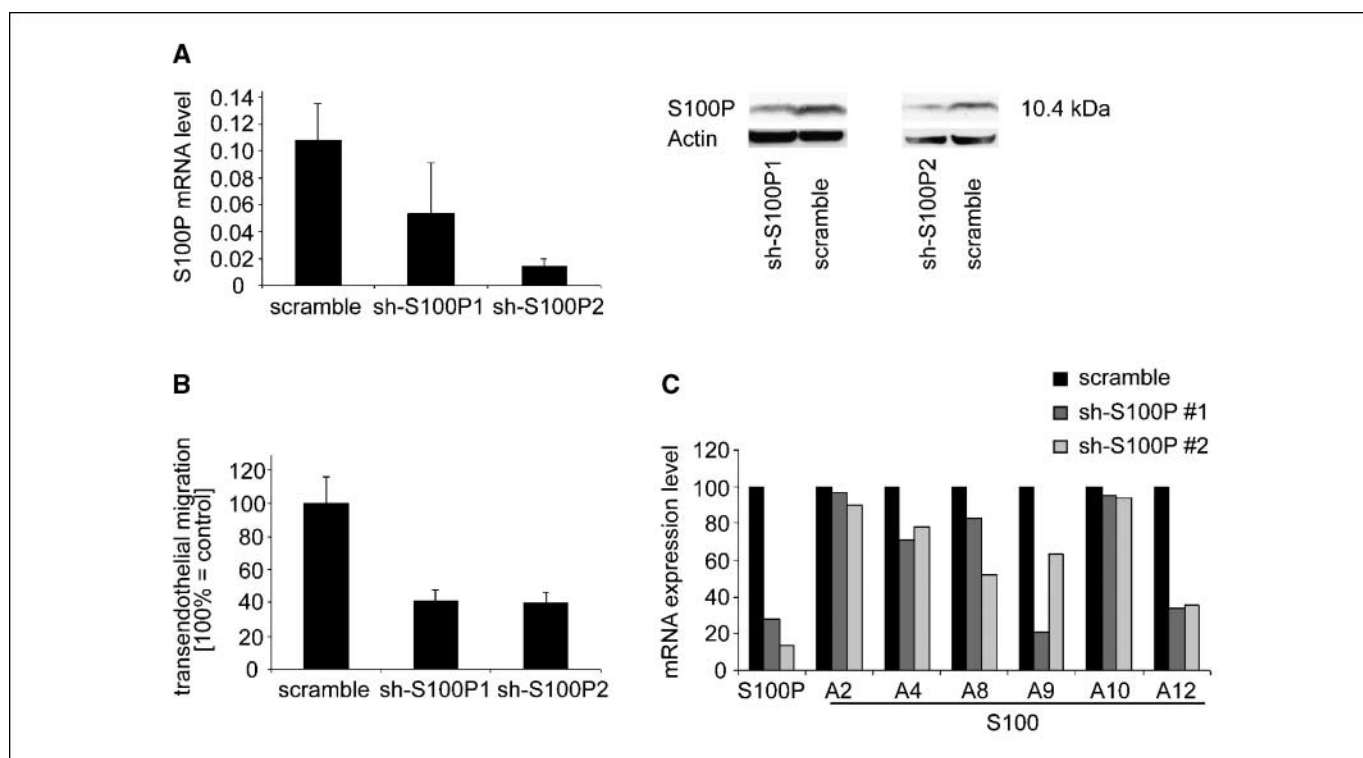 A
S100P mRNA level
0.14
0.12
0.10
0.08
0.06
0.04
0.02
0
scramble sh-S100P1 sh-S100P2
S100P
Actin
10.4 kDa
sh-S100P1
scramble
sh-S100P2
scramble
B
transendothelial migration
[100% = control]
120
100
80
60
40
20
0
scramble sh-S100P1 sh-S100P2
C
scramble
sh-S100P #1
sh-S100P #2
mRNA expression level
120
100
80
60
40
20
0
S100P A2 A4 A8 A9 A10 A12
S100